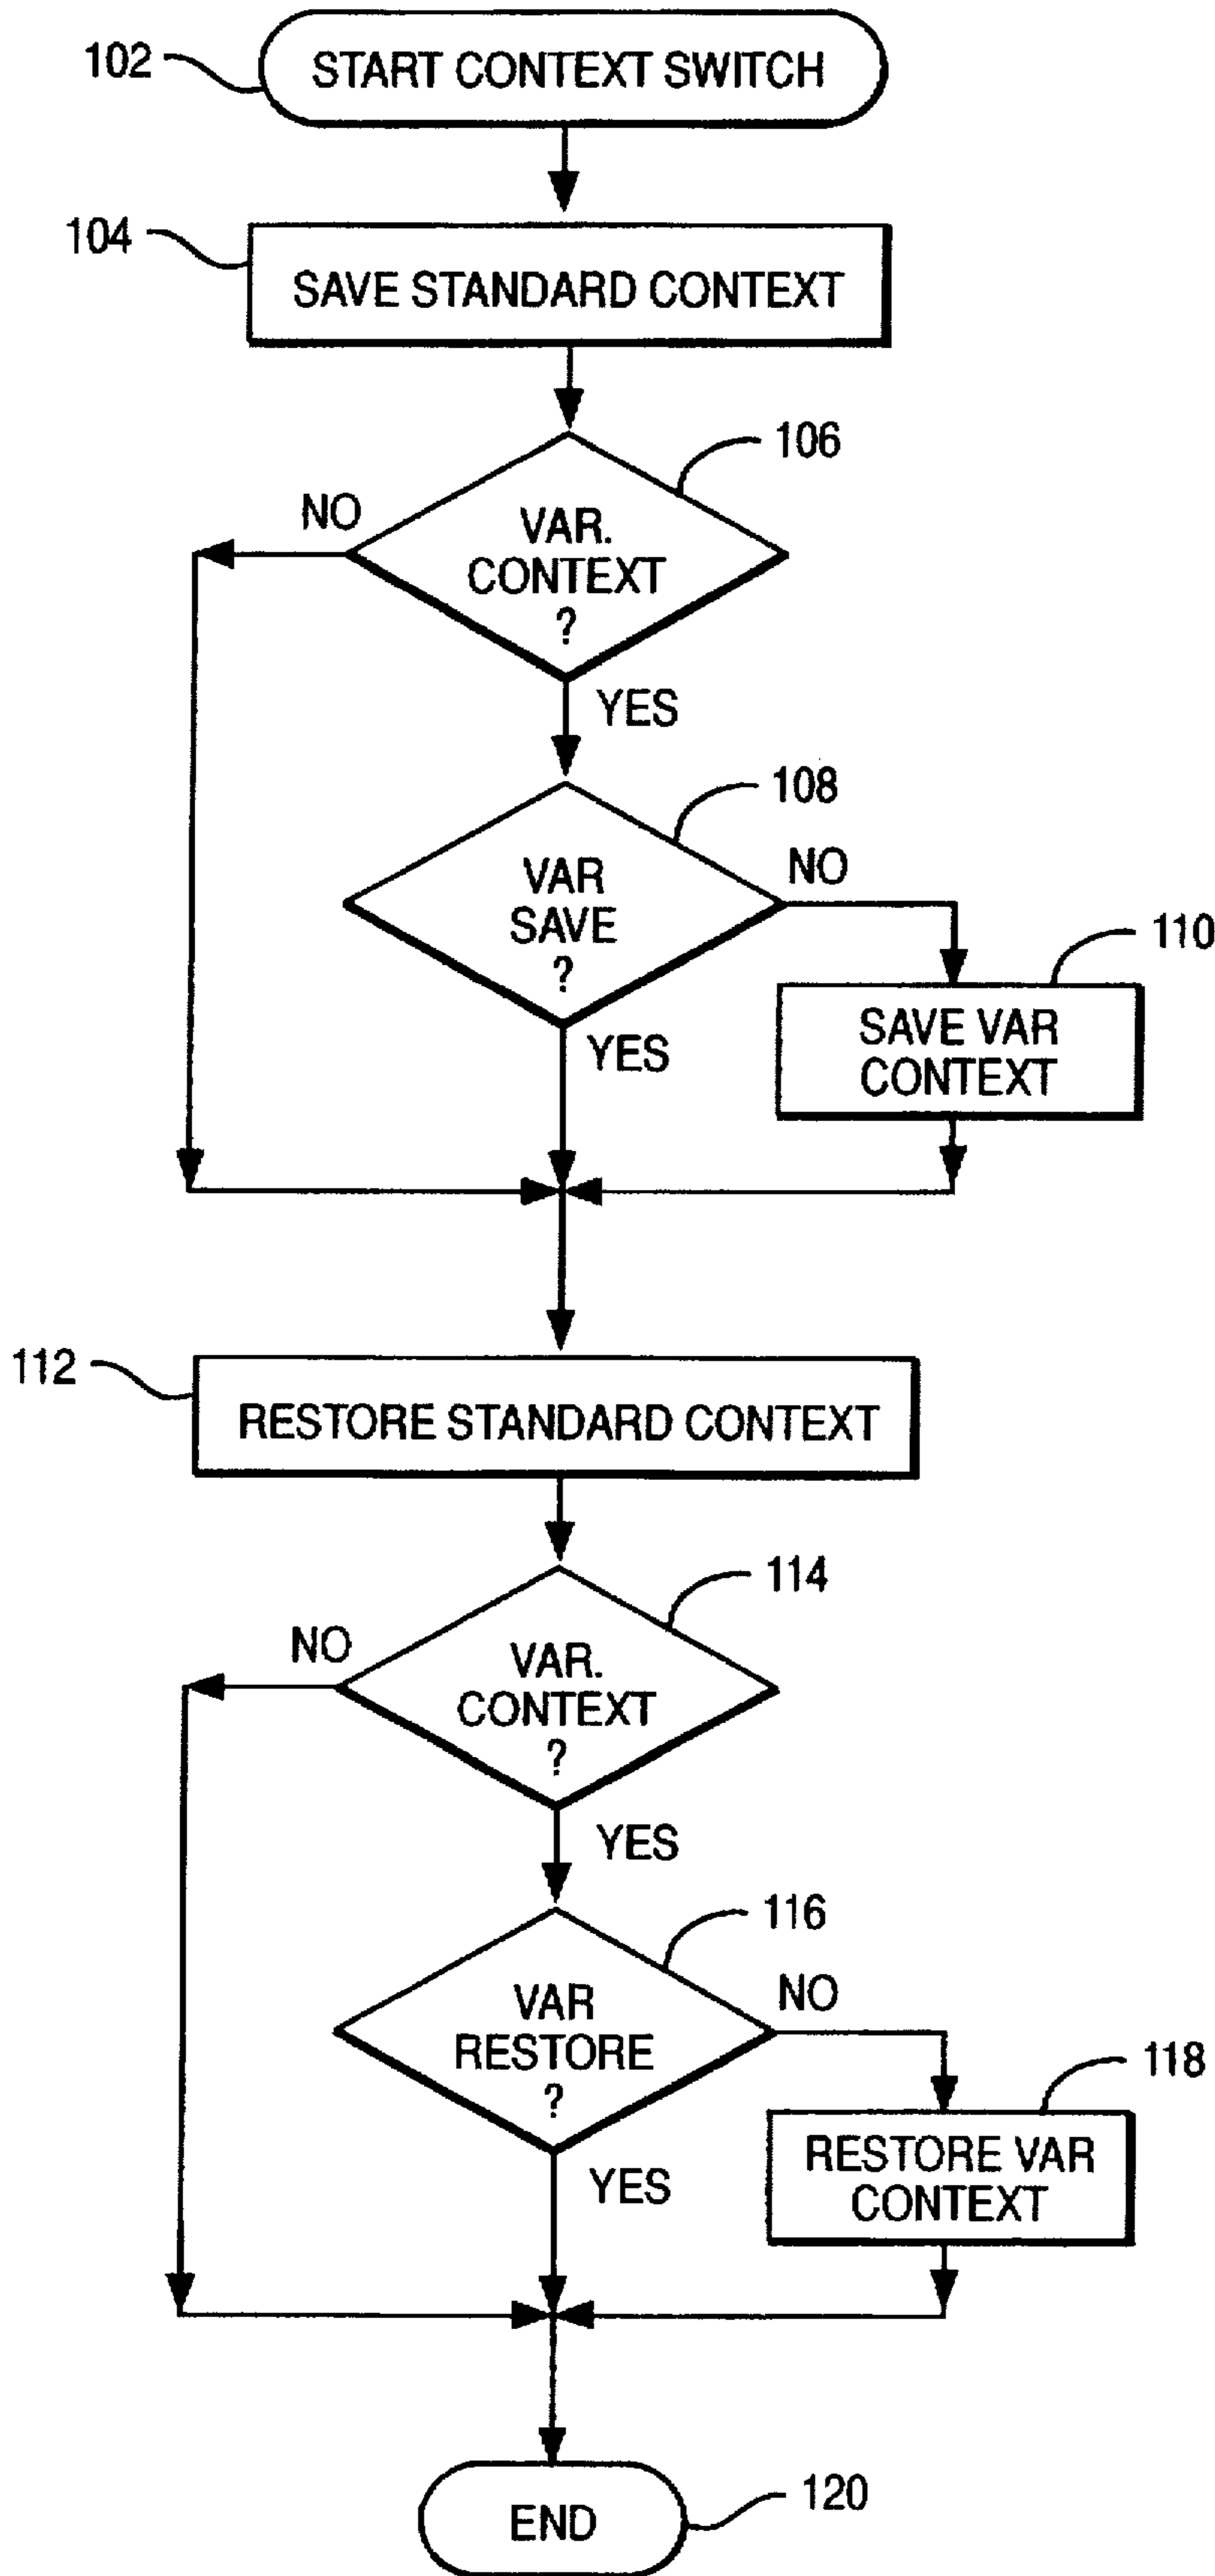 102
START CONTEXT SWITCH
104
SAVE STANDARD CONTEXT
106
NO
VAR.
CONTEXT
?
YES
108
VAR
SAVE
?
NO
110
YES
SAVE VAR
CONTEXT
112
RESTORE STANDARD CONTEXT
114
NO
VAR.
CONTEXT
?
YES
116
VAR
RESTORE
?
NO
118
YES
RESTORE VAR
CONTEXT
END
120